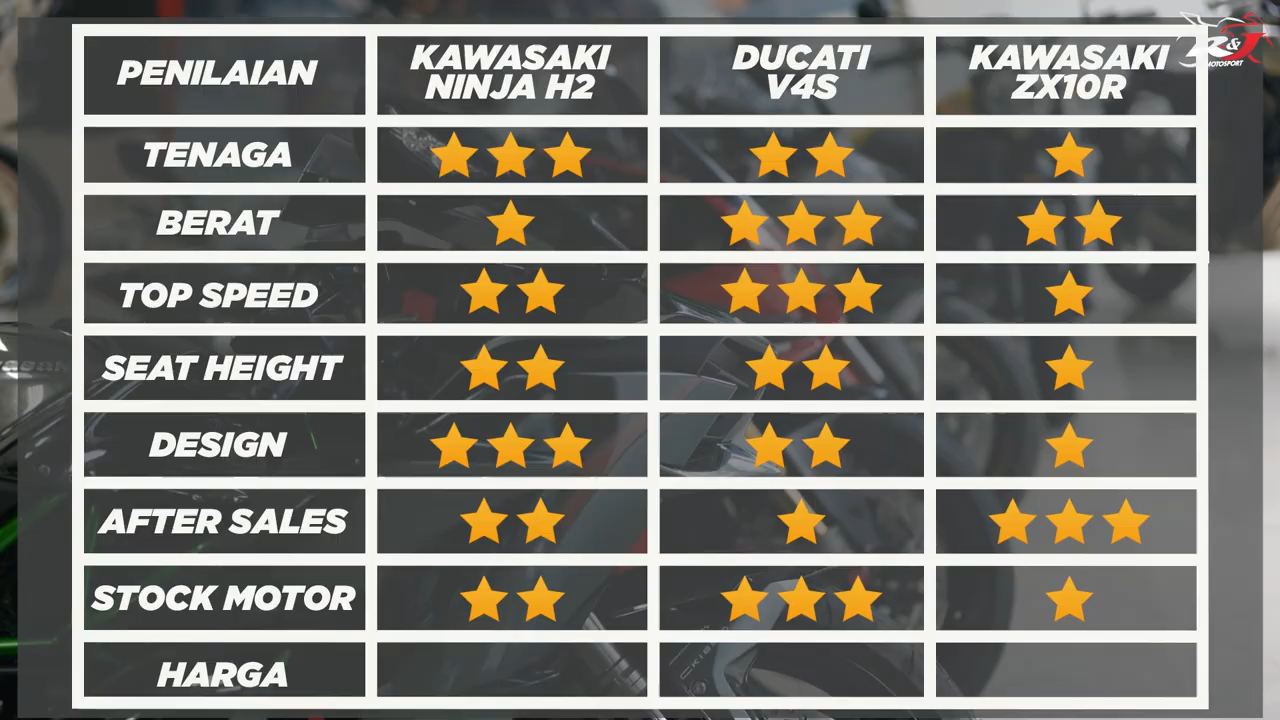 PENILAIAN
KAWASAKI
NINJA H2
DUCATI
V4S
KAWASAKI
ZX10R
R&J
MOTOSPORT
TENAGA
BERAT
TOP SPEED
SEAT HEIGHT
DESIGN
AFTER SALES
STOCK MOTOR
HARGA